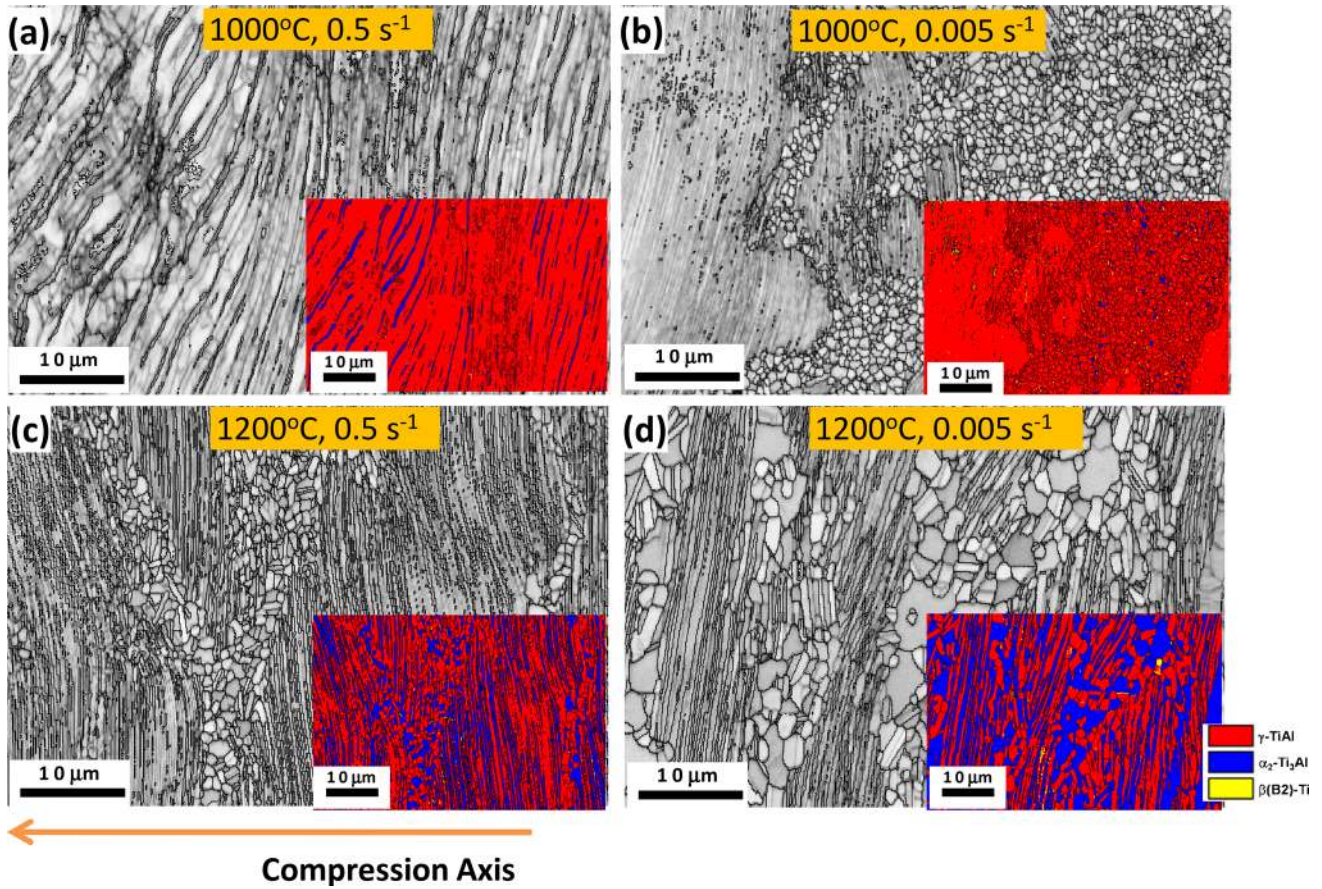 (a)
1000°C, 0.5 s⁻¹
10 µm
10 µm
(b)
1000°C, 0.005 s⁻¹
10 µm
10 µm
(c)
1200°C, 0.5 s⁻¹
10 µm
10 µm
(d)
1200°C, 0.005 s⁻¹
10 µm
10 µm
γ-TiAl
α₂-Ti₃Al
β(B2)-Ti
Compression Axis